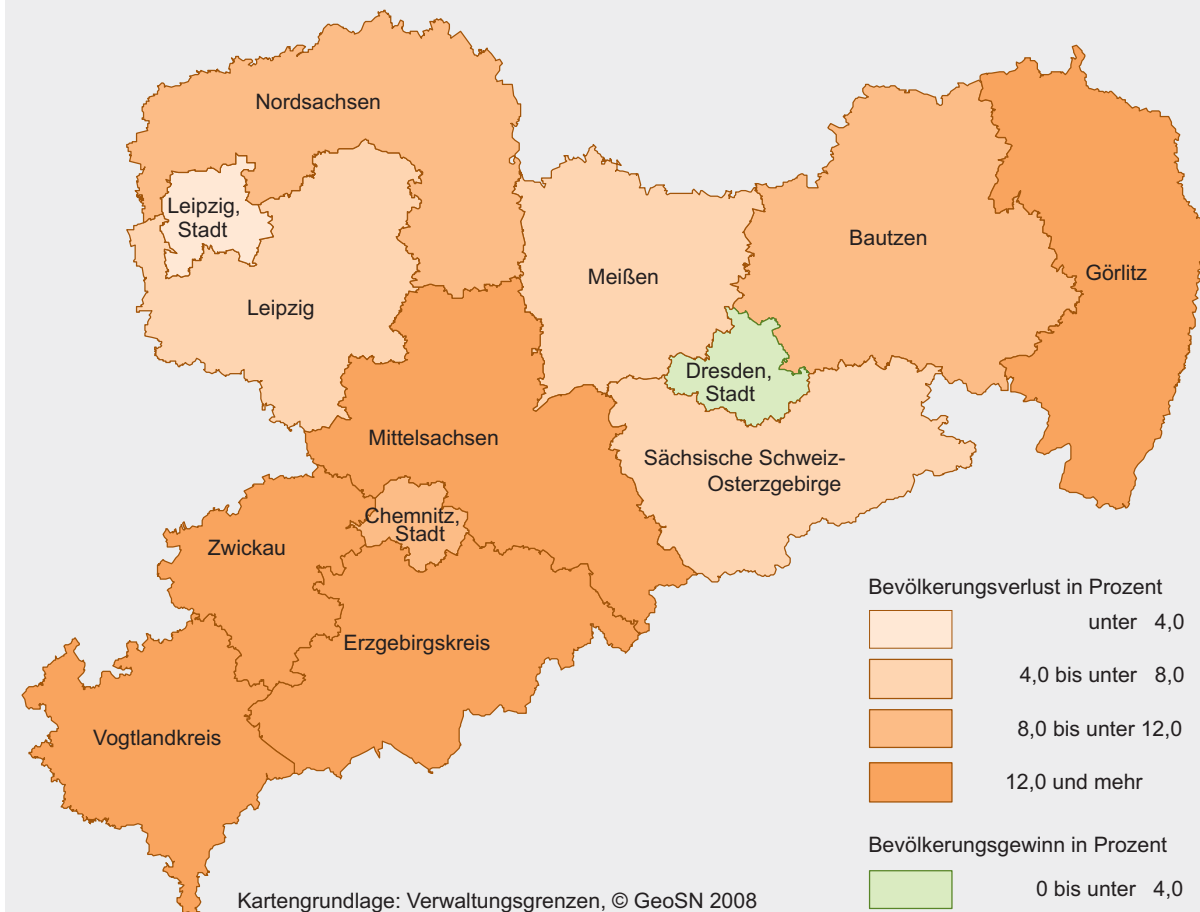 Nordsachsen
Leipzig,
Stadt
Leipzig
Meißen
Bautzen
Görlitz
Dresden,
Stadt
Mittelsachsen
Sächsische Schweiz-
Osterzgebirge
Chemnitz,
Stadt
Zwickau
Erzgebirgskreis
Vogtlandkreis
Bevölkerungsverlust in Prozent
unter 4,0
4,0 bis unter 8,0
8,0 bis unter 12,0
12,0 und mehr
Bevölkerungsgewinn in Prozent
0 bis unter 4,0
Kartengrundlage: Verwaltungsgrenzen, © GeoSN 2008